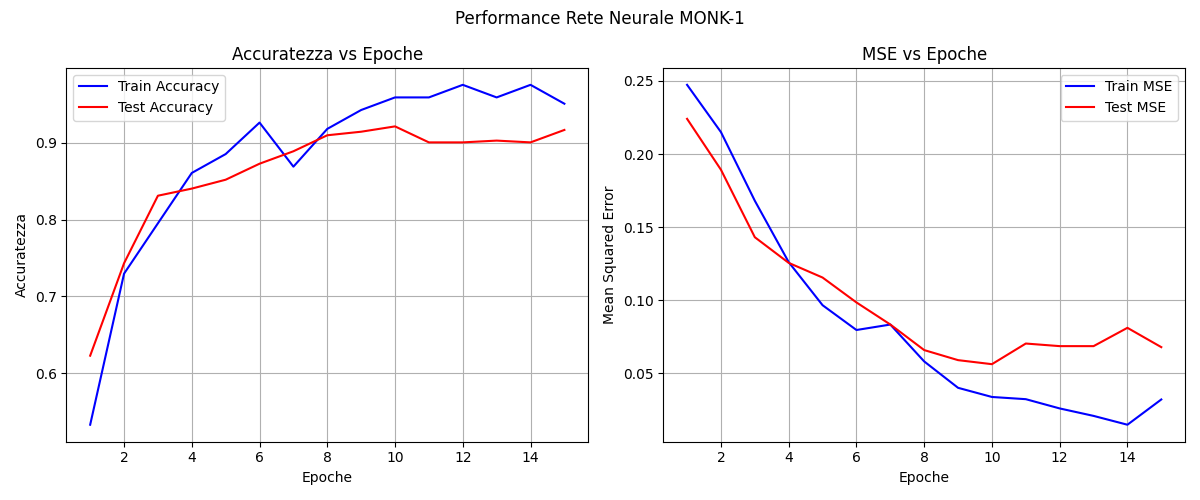 Performance Rete Neurale MONK-1
Accuratezza vs Epoche
Train Accuracy
Test Accuracy
0.9
0.8
0.7
0.6
Accuratezza
2 4 6 8 10 12 14
Epoche
MSE vs Epoche
Train MSE
Test MSE
0.25
0.20
0.15
0.10
0.05
Mean Squared Error
2 4 6 8 10 12 14
Epoche